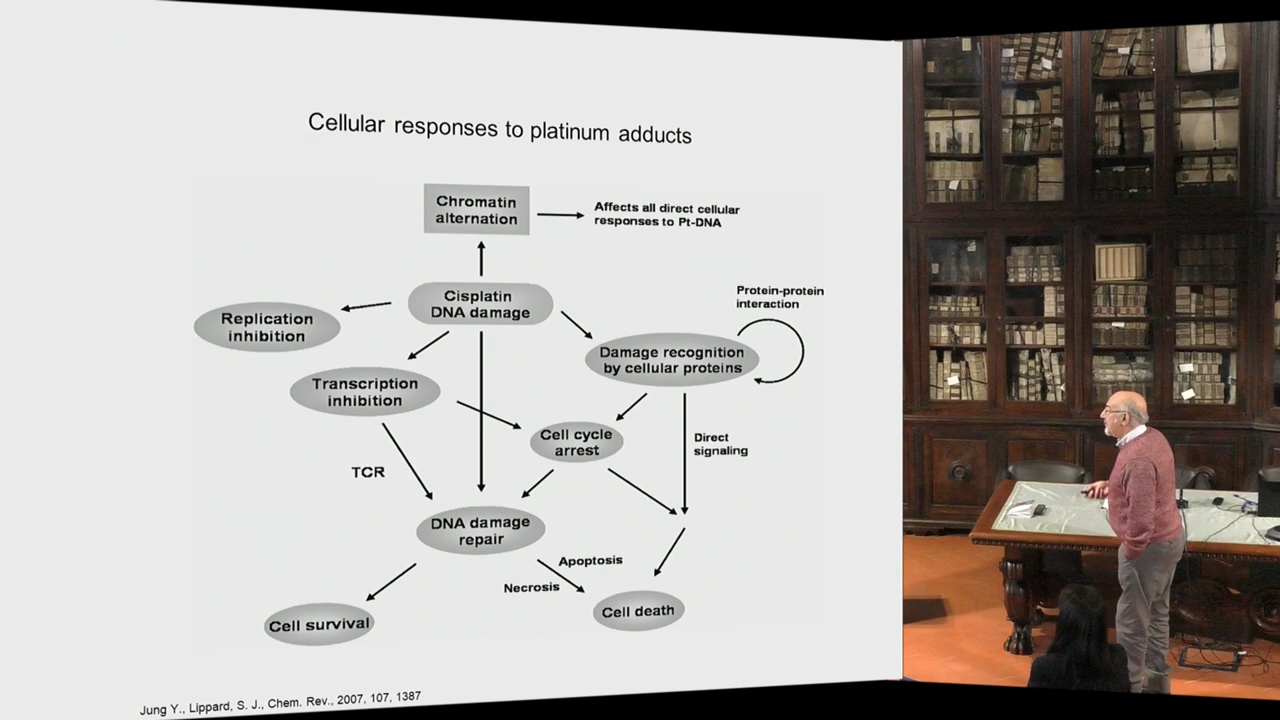 Cellular responses to platinum adducts
Chromatin
alternation
Affects all direct cellular
responses to Pt-DNA
Cisplatin
DNA damage
Protein-protein
interaction
Replication
inhibition
Damage recognition
by cellular proteins
Transcription
inhibition
Cell cycle
arrest
Direct
signaling
TCR
DNA damage
repair
Apoptosis
Necrosis
Cell survival
Cell death
Jung Y., Lippard, S. J., Chem. Rev., 2007, 107, 1387